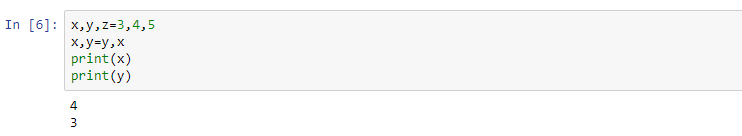 In [6]: x,y,z=3,4,5
x,y=y,x
print(x)
print(y)
4
3